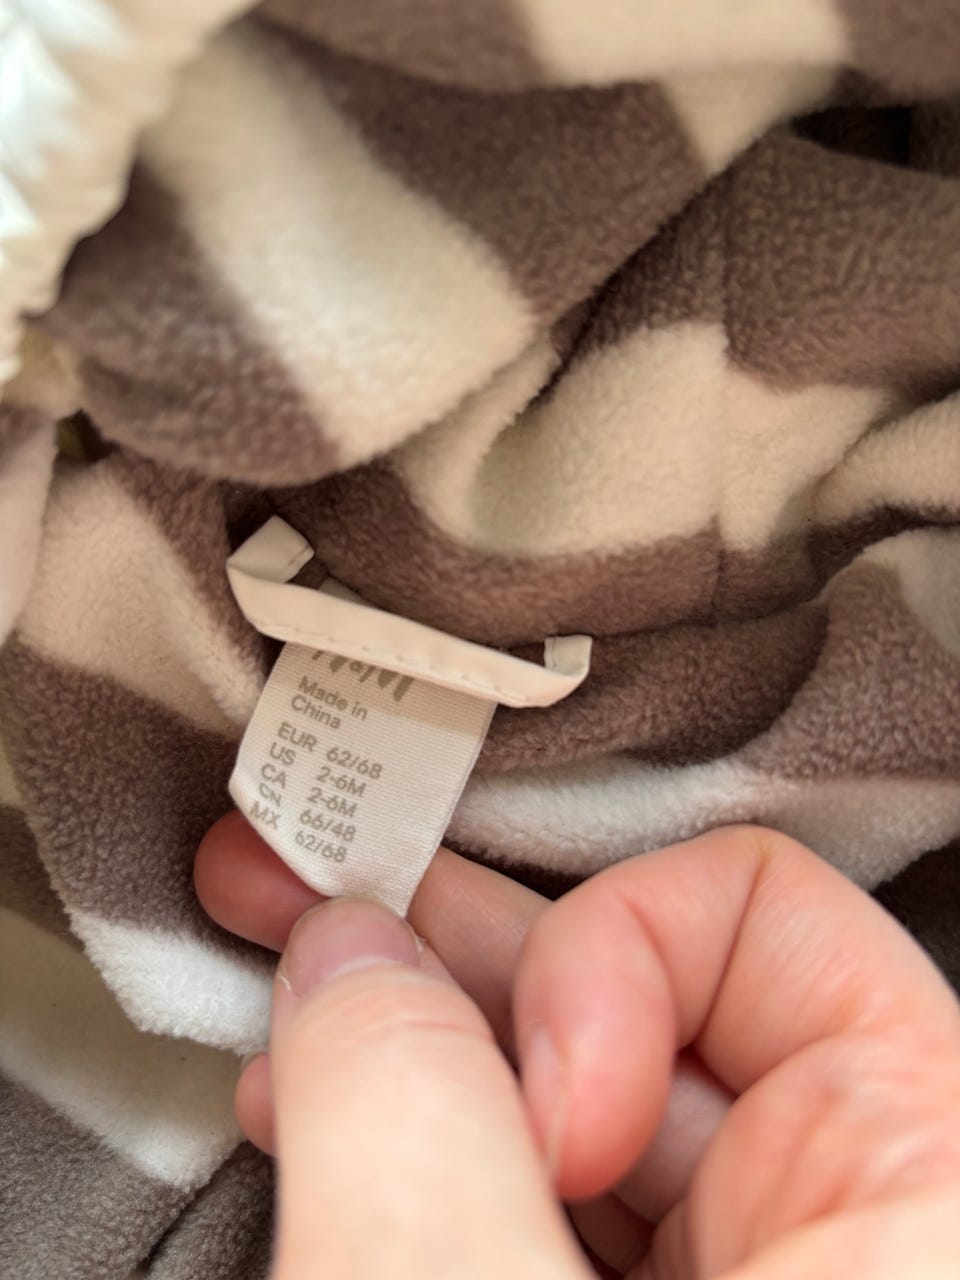 H&M
Made in
China
EUR 62/68
US 2-6M
CA 2-6M
CN 66/48
MX 62/68